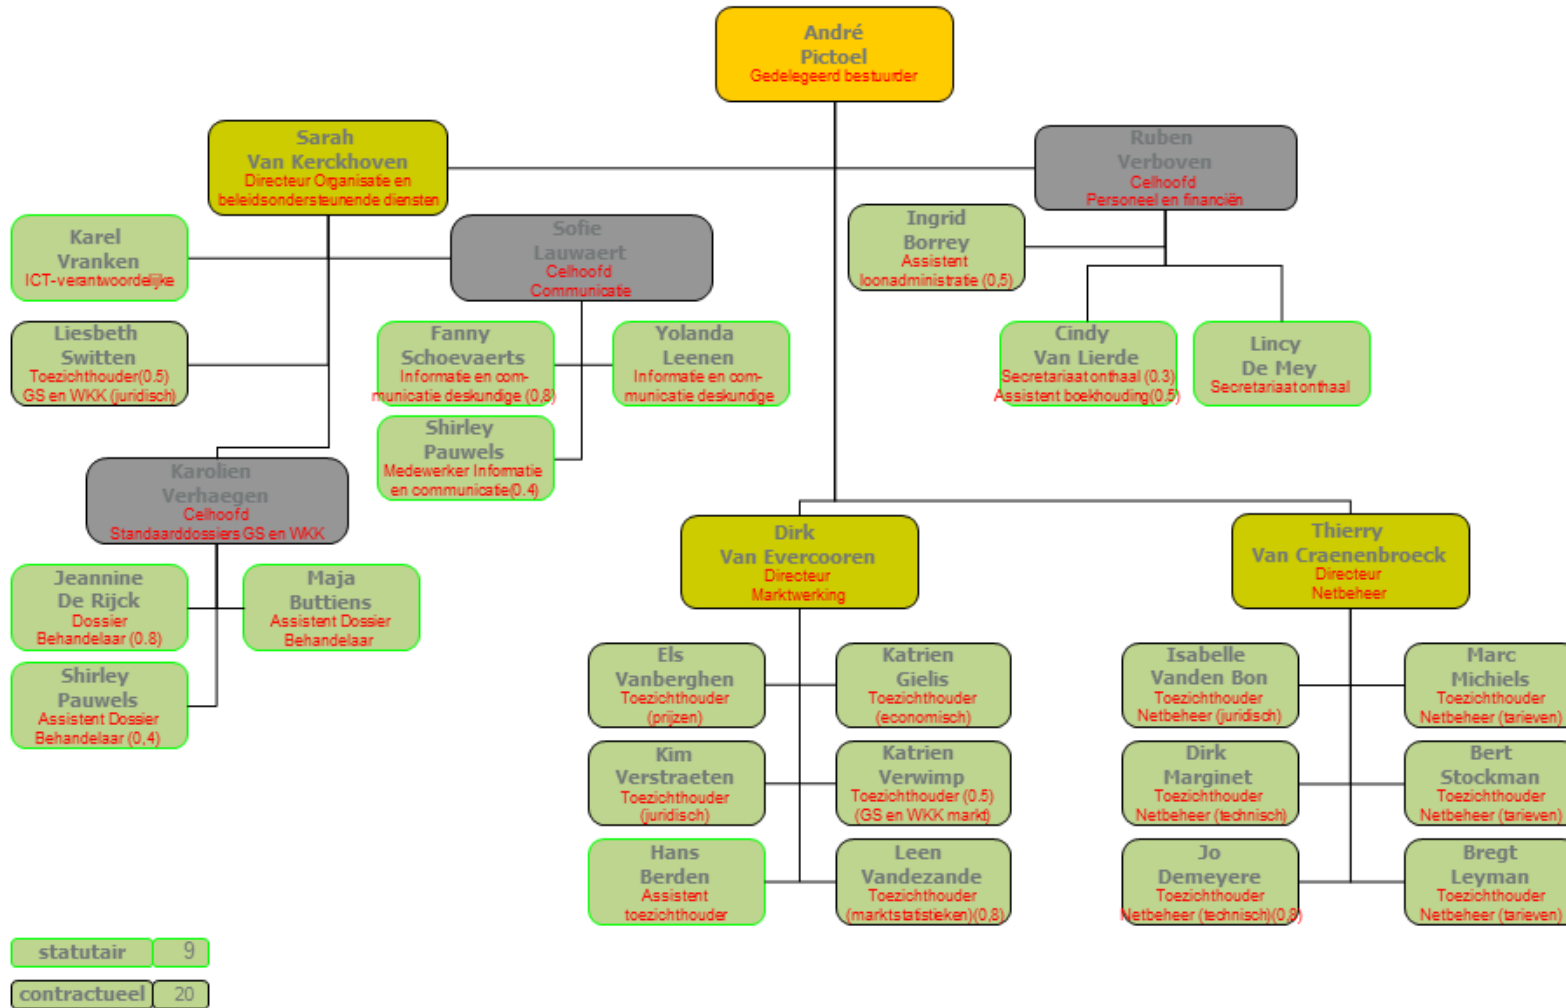 André
Pictoel
Gedelegeerd bestuurder
Sarah
Van Kerckhoven
Directeur Organisatie en
beleidsondersteunende diensten
Ruben
Verboven
Celhoofd
Personeel en financiën
Karel
Vranken
ICT-verantwoordelijke
Sofie
Lauwaert
Celhoofd
Communicatie
Ingrid
Borrey
Assistent
loonadministratie (0,5)
Liesbeth
Switten
Toezichthouder(0.5)
GS en WKK (juridisch)
Fanny
Schoevaerts
Informatie en com-
municatie deskundige (0,8)
Yolanda
Leenen
Informatie en com-
municatie deskundige
Cindy
Van Lierde
Secretariaat onthaal (0.3)
Assistent boekhouding(0.5)
Lincy
De Mey
Secretariaat onthaal
Shirley
Pauwels
Medewerker Informatie
en communicatie(0.4)
Karolien
Verhaegen
Celhoofd
Standaarddossiers GS en WKK
Jeannine
De Rijck
Dossier
Behandelaar (0.8)
Maja
Buttiens
Assistent Dossier
Behandelaar
Shirley
Pauwels
Assistent Dossier
Behandelaar (0,4)
Dirk
Van Evercooren
Directeur
Marktwerking
Thierry
Van Craenenbroeck
Directeur
Netbeheer
Els
Vanberghen
Toezichthouder
(prijzen)
Katrien
Gielis
Toezichthouder
(economisch)
Isabelle
Vanden Bon
Toezichthouder
Netbeheer (juridisch)
Marc
Michiels
Toezichthouder
Netbeheer (tarieven)
Kim
Verstraeten
Toezichthouder
(juridisch)
Katrien
Verwimp
Toezichthouder (0.5)
(GS en WKK markt)
Dirk
Marginet
Toezichthouder
Netbeheer (technisch)
Bert
Stockman
Toezichthouder
Netbeheer (tarieven)
Hans
Berden
Assistent
toezichthouder
Leen
Vandezande
Toezichthouder
(marktstatistieken)(0,8)
Jo
Demeyere
Toezichthouder
Netbeheer (technisch)(0,8)
Bregt
Leyman
Toezichthouder
Netbeheer (tarieven)
statutair 9
contractueel 20